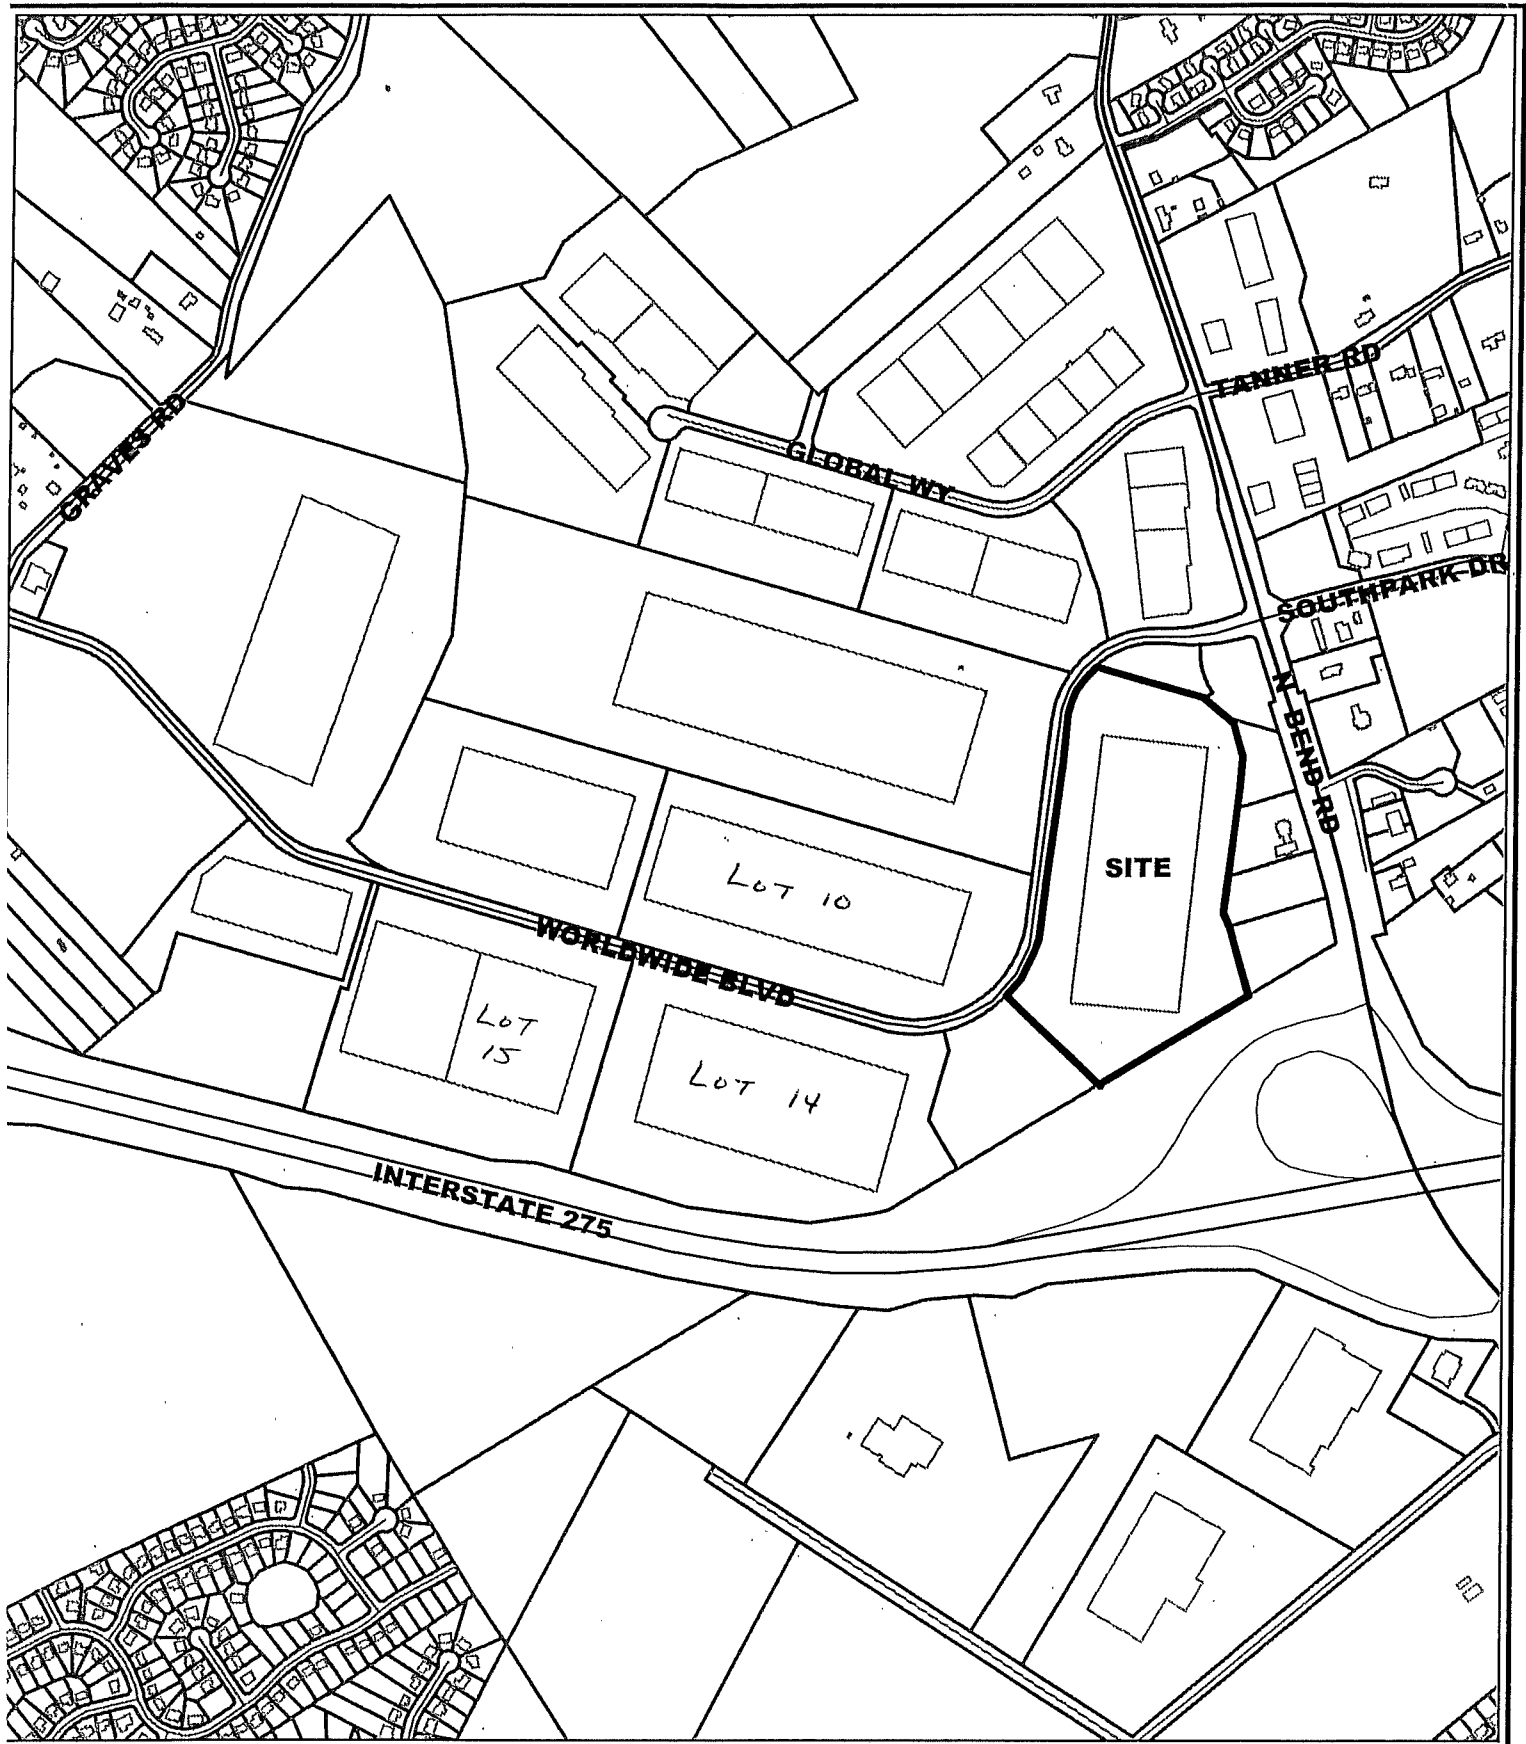 TANNER RD
GRAVES RD
GLOBAL WY
SOUTHPARK DR
N BEND RD
SITE
LOT 10
WORLDWIDE BLVD
LOT
15
LOT 14
INTERSTATE 275